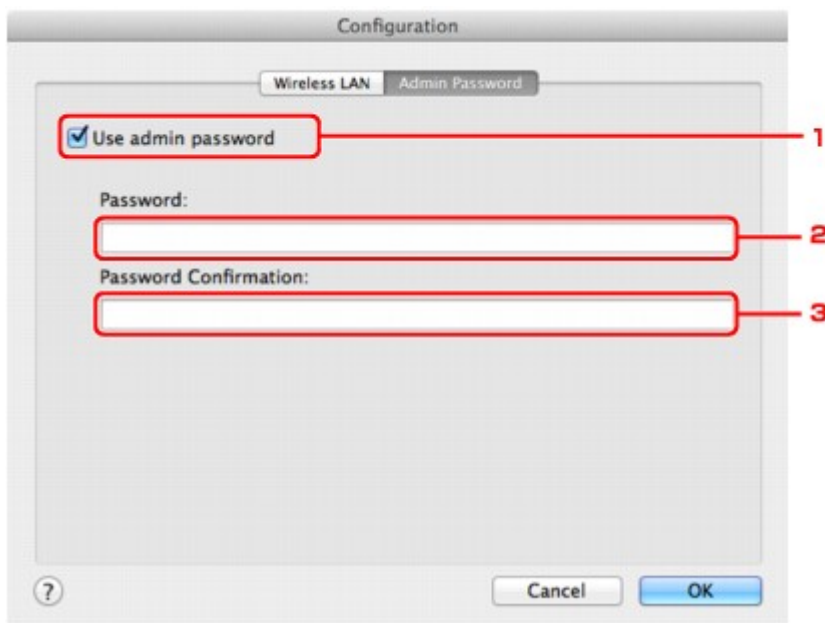 Configuration
Wireless LAN Admin Password
Use admin password 1
Password:
2
Password Confirmation:
3
? Cancel OK